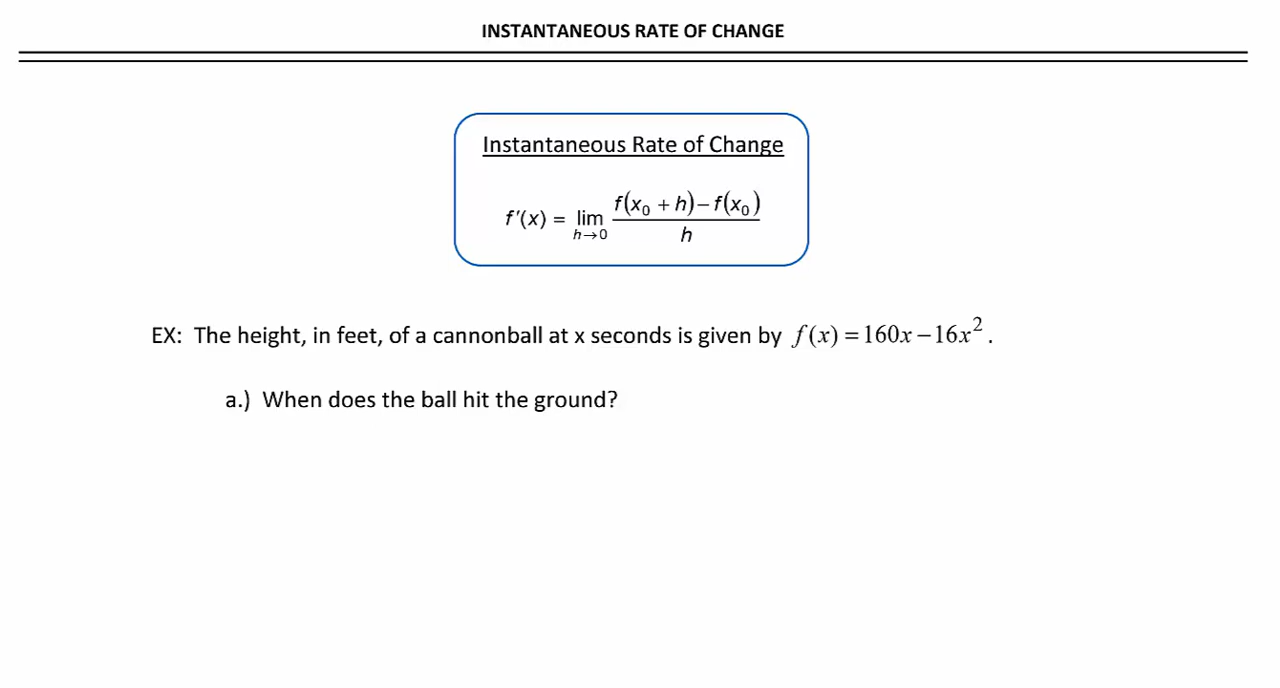 INSTANTANEOUS RATE OF CHANGE
Instantaneous Rate of Change
f'(x) = lim h→0 f(x₀ + h) – f(x₀) / h
EX: The height, in feet, of a cannonball at x seconds is given by f(x) = 160x – 16x².
a.) When does the ball hit the ground?